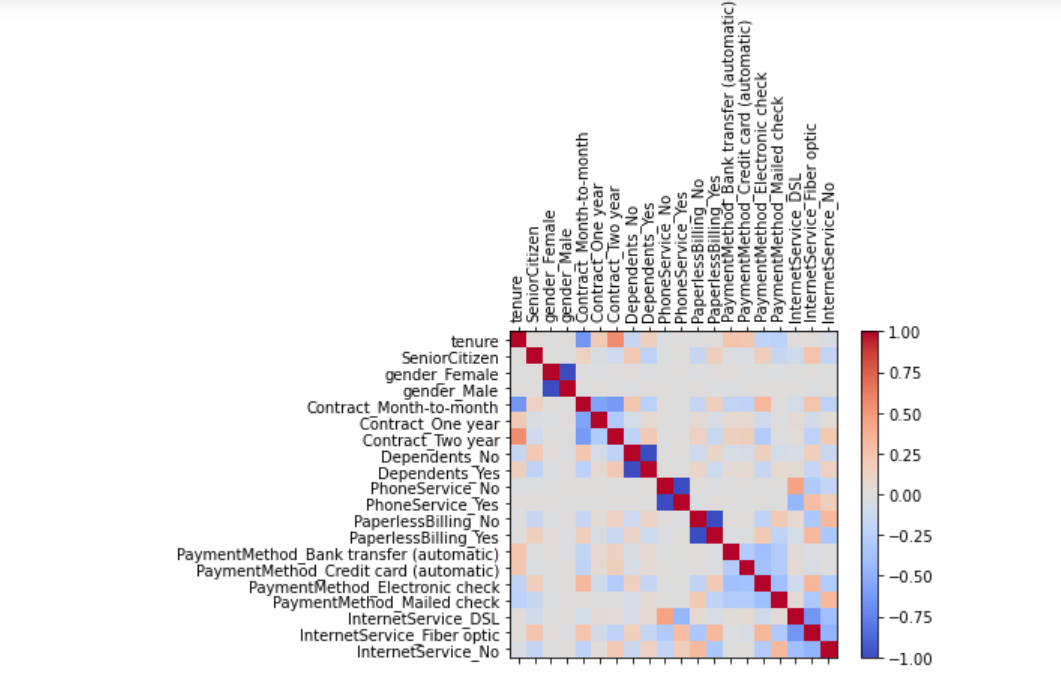 tenure
SeniorCitizen
gender_Female
gender_Male
Contract_Month-to-month
Contract_One year
Contract_Two year
Dependents_No
Dependents_Yes
PhoneService_No
PhoneService_Yes
PaperlessBilling_No
PaperlessBilling_Yes
PaymentMethod_Bank transfer (automatic)
PaymentMethod_Credit card (automatic)
PaymentMethod_Electronic check
PaymentMethod_Mailed check
InternetService_DSL
InternetService_Fiber optic
InternetService_No
tenure
SeniorCitizen
gender_Female
gender_Male
Contract_Month-to-month
Contract_One year
Contract_Two year
Dependents_No
Dependents_Yes
PhoneService_No
PhoneService_Yes
PaperlessBilling_No
PaperlessBilling_Yes
PaymentMethod_Bank transfer (automatic)
PaymentMethod_Credit card (automatic)
PaymentMethod_Electronic check
PaymentMethod_Mailed check
InternetService_DSL
InternetService_Fiber optic
InternetService_No
1.00
0.75
0.50
0.25
0.00
−0.25
−0.50
−0.75
−1.00